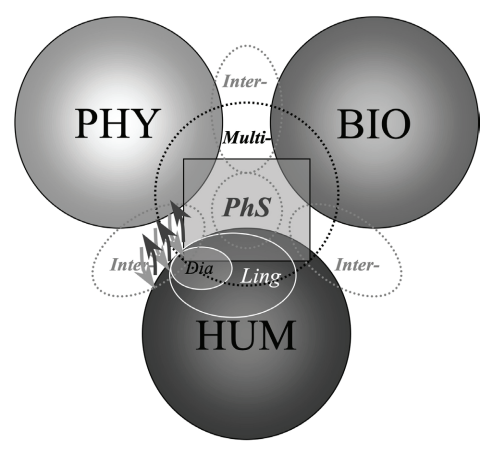 Inter-
PHY
BIO
Multi-
PhS
Inter-
Dia
Ling
Inter-
HUM